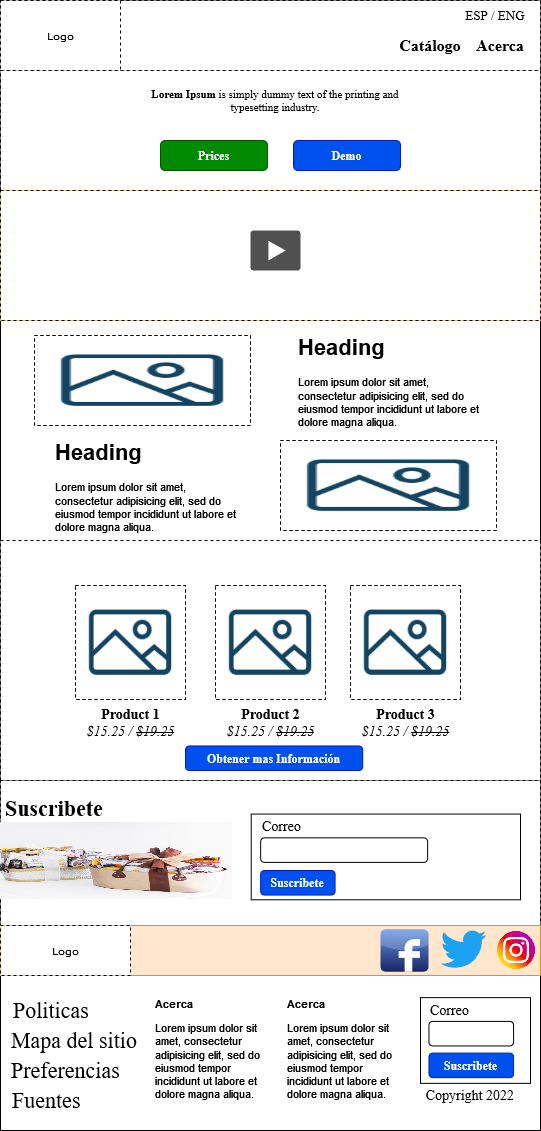 Logo
ESP / ENG
Catálogo Acerca
Lorem Ipsum is simply dummy text of the printing and
typesetting industry.
Prices
Demo
Heading
Lorem ipsum dolor sit amet,
consectetur adipisicing elit, sed do
eiusmod tempor incididunt ut labore et
dolore magna aliqua.
Heading
Lorem ipsum dolor sit amet,
consectetur adipisicing elit, sed do
eiusmod tempor incididunt ut labore et
dolore magna aliqua.
Product 1
$15.25 / $19.25
Product 2
$15.25 / $19.25
Product 3
$15.25 / $19.25
Obtener mas Información
Suscribete
Correo
Suscribete
Logo
Politicas
Mapa del sitio
Preferencias
Fuentes
Acerca
Lorem ipsum dolor sit
amet, consectetur
adipisicing elit, sed do
eiusmod tempor
incididunt ut labore et
dolore magna aliqua.
Acerca
Lorem ipsum dolor sit
amet, consectetur
adipisicing elit, sed do
eiusmod tempor
incididunt ut labore et
dolore magna aliqua.
Correo
Suscribete
Copyright 2022